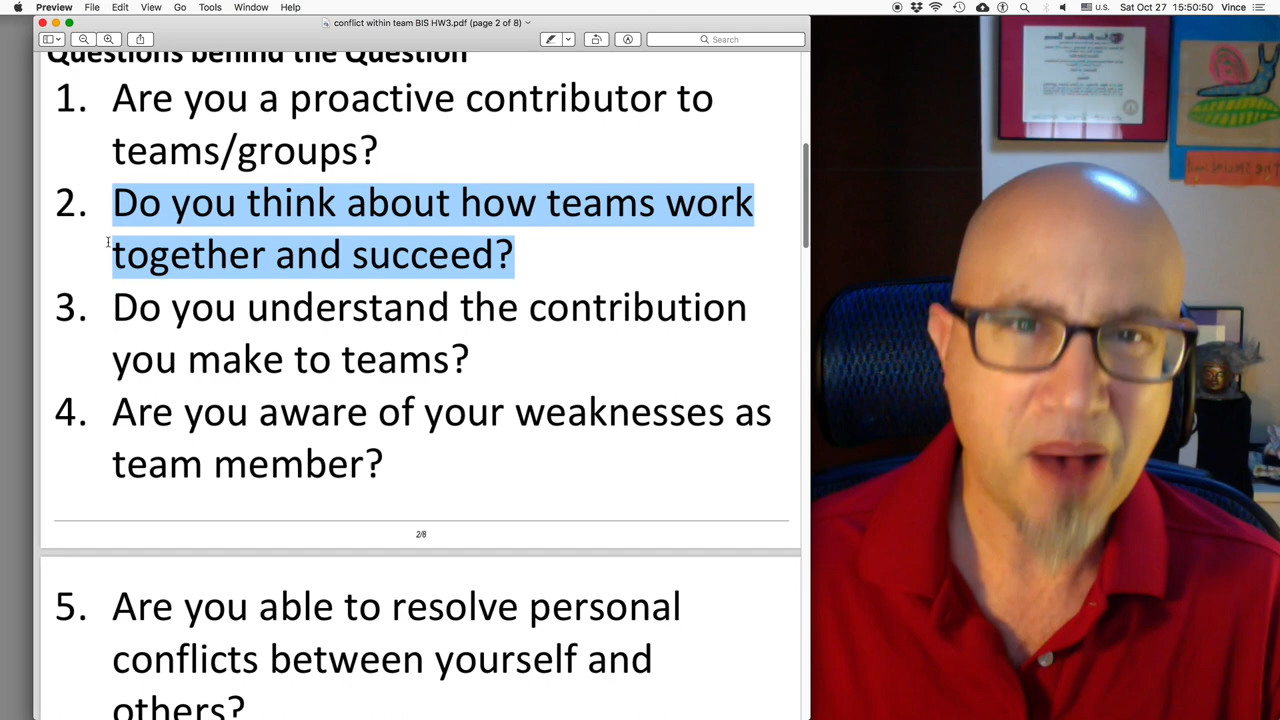 Preview File Edit View Go Tools Window Help
U.S. Sat Oct 27 15:50:50 Vince
conflict within team BIS HW3.pdf (page 2 of 8)
Search
Questions behind the Question
1. Are you a proactive contributor to
teams/groups?
2. Do you think about how teams work
together and succeed?
3. Do you understand the contribution
you make to teams?
4. Are you aware of your weaknesses as
team member?
2/8
5. Are you able to resolve personal
conflicts between yourself and
others?